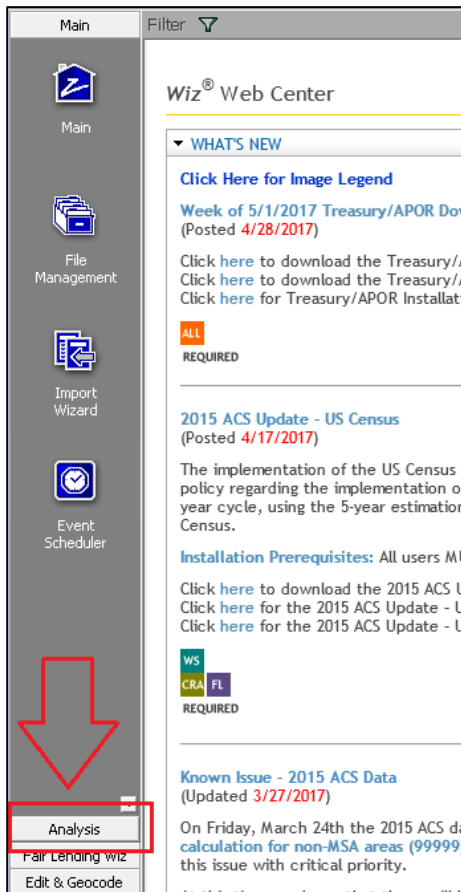 Main
Filter
Main
File
Management
Import
Wizard
Event
Scheduler
Analysis
Fair Lending Wiz
Edit & Geocode
Wiz® Web Center
WHAT'S NEW
Click Here for Image Legend
Week of 5/1/2017 Treasury/APOR Do
(Posted 4/28/2017)
Click here to download the Treasury/
Click here to download the Treasury/
Click here for Treasury/APOR Installat
ALL
REQUIRED
2015 ACS Update - US Census
(Posted 4/17/2017)
The implementation of the US Census
policy regarding the implementation o
year cycle, using the 5-year estimation
Census.
Installation Prerequisites: All users MU
Click here to download the 2015 ACS U
Click here for the 2015 ACS Update - U
Click here for the 2015 ACS Update - U
WS
CRA FL
REQUIRED
Known Issue - 2015 ACS Data
(Updated 3/27/2017)
On Friday, March 24th the 2015 ACS da
calculation for non-MSA areas (99999)
this issue with critical priority.